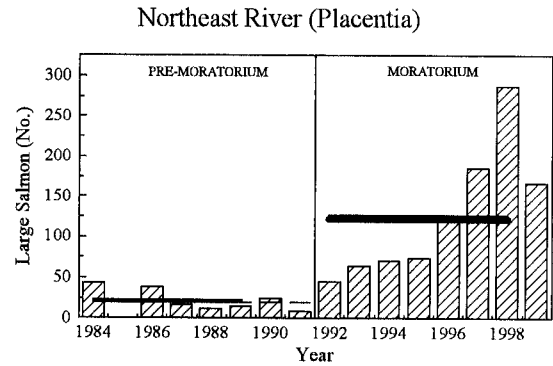 Northeast River (Placentia)
PRE-MORATORIUM
MORATORIUM
Large Salmon (No.)
300
250
200
150
100
50
0
1984 1986 1988 1990 1992 1994 1996 1998
Year